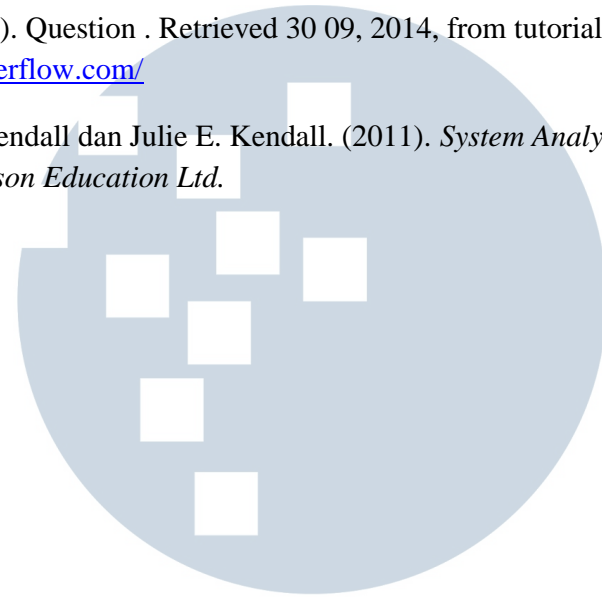 ). Question . Retrieved 30 09, 2014, from tutorial
erflow.com/
endall dan Julie E. Kendall. (2011). System Analy
son Education Ltd.